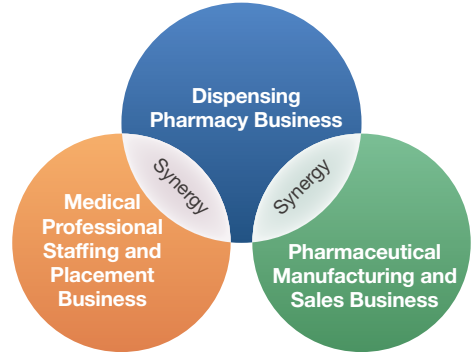 Dispensing
Pharmacy Business
Synergy
Synergy
Medical
Professional
Staffing and
Placement
Business
Pharmaceutical
Manufacturing and
Sales Business